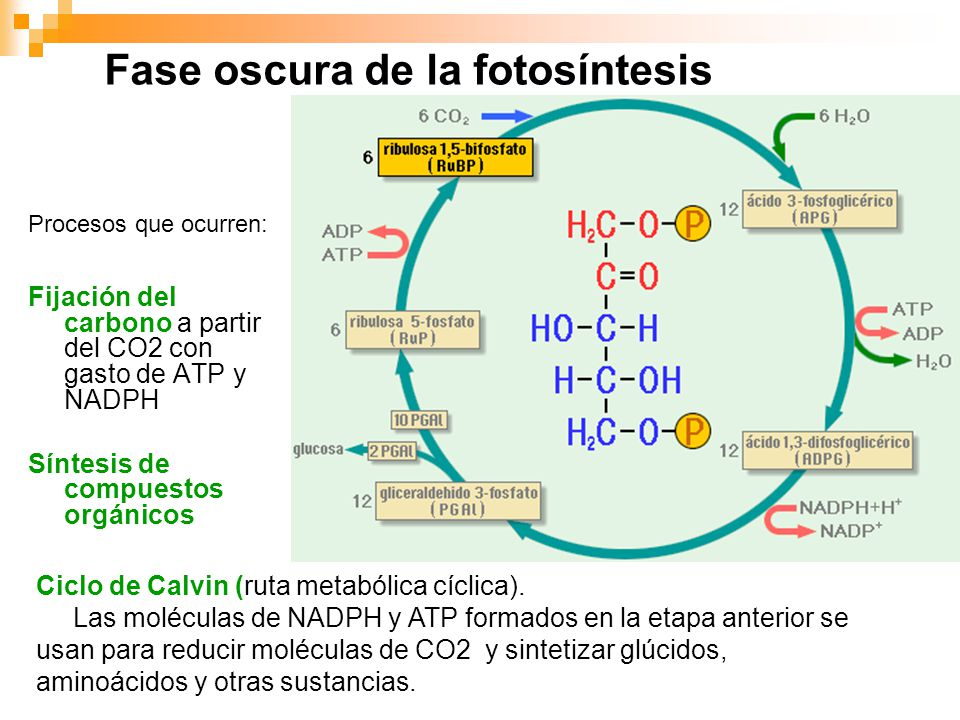 Fase oscura de la fotosíntesis
6 CO₂
6 H₂O
6
ribulosa 1,5-bifosfato
(RuBP)
12
ácido 3-fosfoglicérico
(APG)
Procesos que ocurren:
ADP
ATP
H₂C–O–P
C=O
HO–C–H
H–C–OH
H₂C–O–P
Fijación del
carbono a partir
del CO2 con
gasto de ATP y
NADPH
6
ribulosa 5-fosfato
(RuP)
ATP
ADP
H₂O
10 PGAl
glucosa
2 PGAl
12
ácido 1,3-difosfoglicérico
(ADPG)
Síntesis de
compuestos
orgánicos
12
gliceraldehido 3-fosfato
(PGAl)
NADPH+H⁺
NADP⁺
Ciclo de Calvin (ruta metabólica cíclica).
Las moléculas de NADPH y ATP formados en la etapa anterior se
usan para reducir moléculas de CO2 y sintetizar glúcidos,
aminoácidos y otras sustancias.